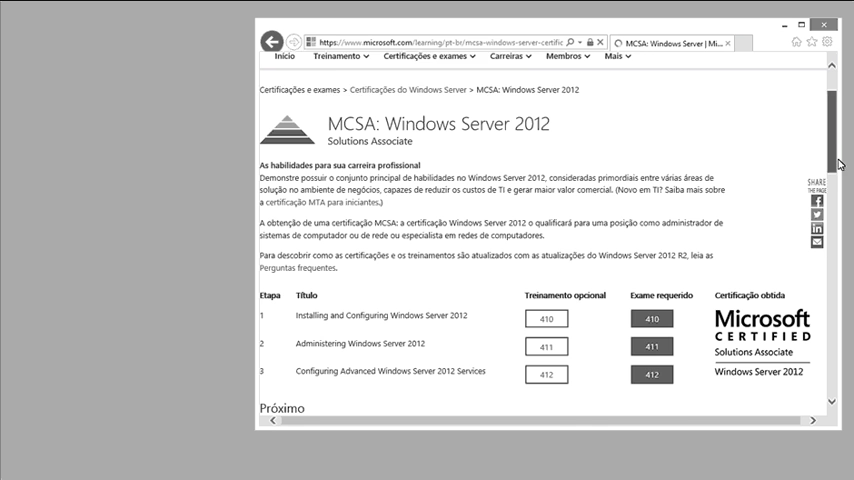 https://www.microsoft.com/learning/pt-br/mcsa-windows-server-certific
MCSA: Windows Server | Mi...
Início Treinamento Certificações e exames Carreiras Membros Mais
Certificações e exames > Certificações do Windows Server > MCSA: Windows Server 2012
MCSA: Windows Server 2012
Solutions Associate
As habilidades para sua carreira profissional
Demonstre possuir o conjunto principal de habilidades no Windows Server 2012, consideradas primordiais entre várias áreas de
solução no ambiente de negócios, capazes de reduzir os custos de TI e gerar maior valor comercial. (Novo em TI? Saiba mais sobre
a certificação MTA para iniciantes.)
A obtenção de uma certificação MCSA: a certificação Windows Server 2012 o qualificará para uma posição como administrador de
sistemas de computador ou de rede ou especialista em redes de computadores.
Para descobrir como as certificações e os treinamentos são atualizados com as atualizações do Windows Server 2012 R2, leia as
Perguntas frequentes.
SHARE
THE PAGE
Etapa Título Treinamento opcional Exame requerido Certificação obtida
1 Installing and Configuring Windows Server 2012 410 410
2 Administering Windows Server 2012 411 411
3 Configuring Advanced Windows Server 2012 Services 412 412
Microsoft
CERTIFIED
Solutions Associate
Windows Server 2012
Próximo